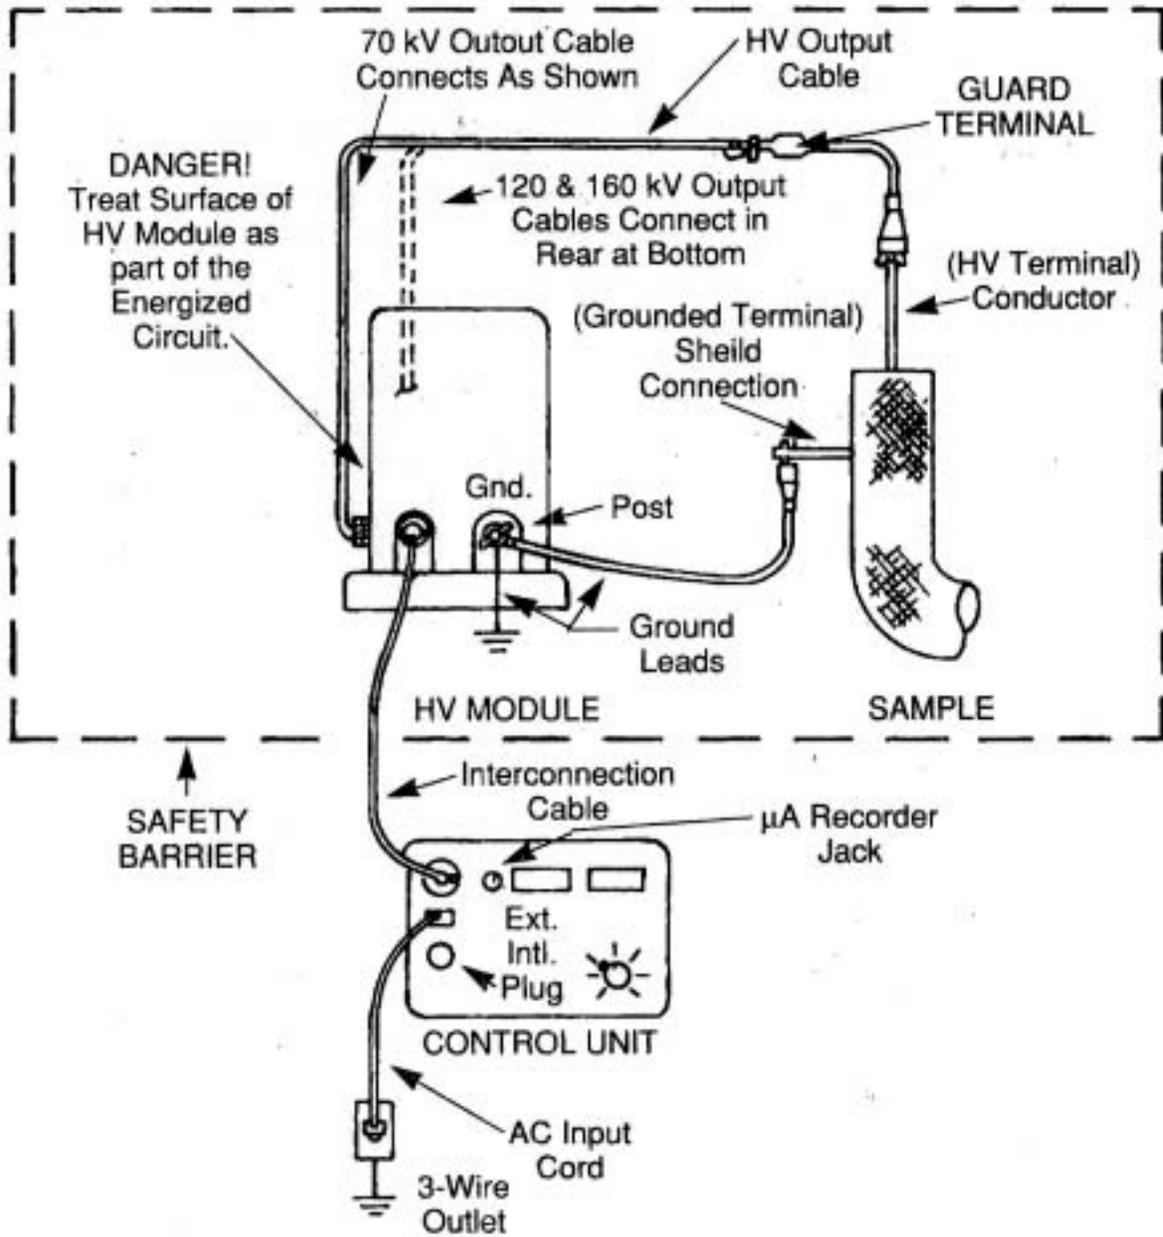 70 kV Outout Cable
Connects As Shown
HV Output
Cable
GUARD
TERMINAL
DANGER!
Treat Surface of
HV Module as
part of the
Energized
Circuit.
120 & 160 kV Output
Cables Connect in
Rear at Bottom
(HV Terminal)
Conductor
(Grounded Terminal)
Sheild
Connection
Gnd.
Post
Ground
Leads
HV MODULE
SAMPLE
SAFETY
BARRIER
Interconnection
Cable
µA Recorder
Jack
Ext.
Intl.
Plug
1
CONTROL UNIT
AC Input
Cord
3-Wire
Outlet